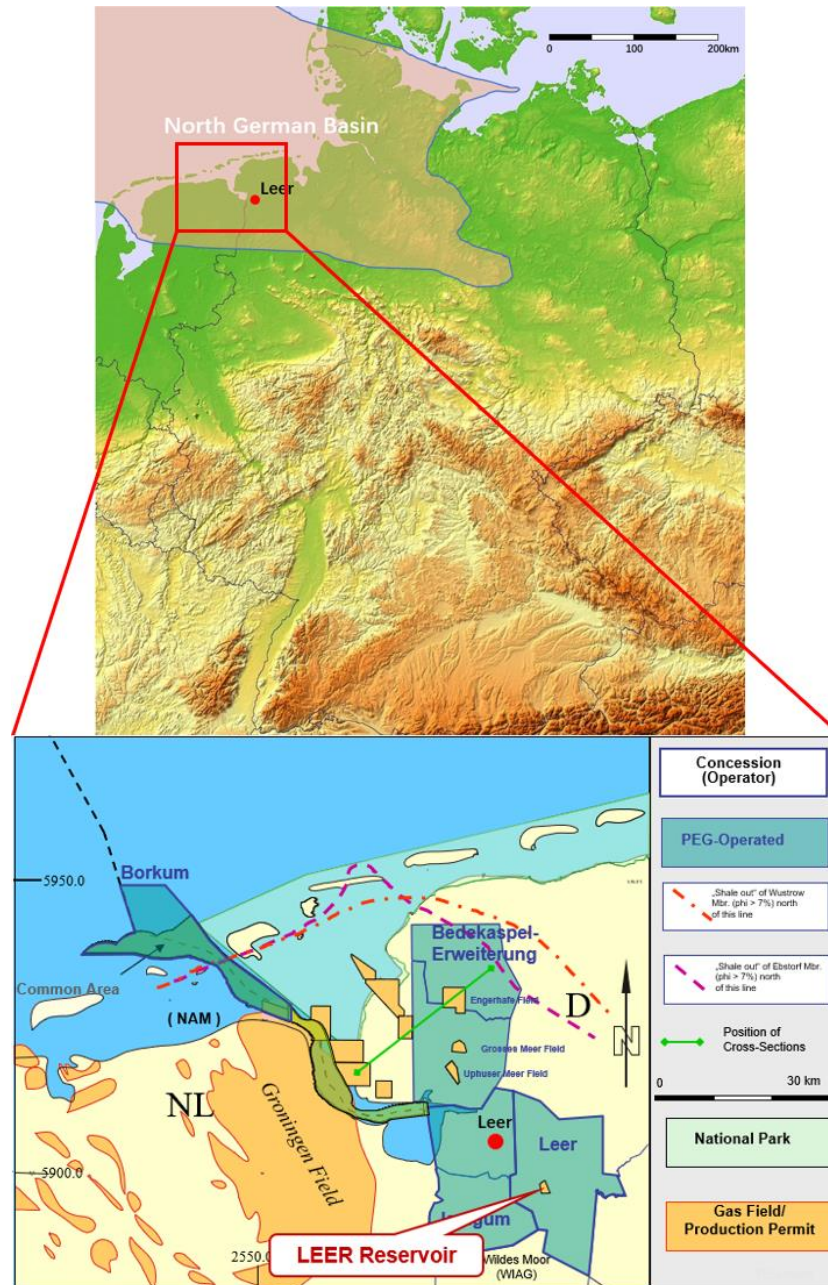 0 100 200km
North German Basin
Leer
Concession
(Operator)
PEG-Operated
„Shale out" of Wustrow
Mbr. (phi > 7%) north
of this line
„Shale out" of Ebstorf Mbr.
(phi > 7%) north
of this line
Position of
Cross-Sections
0 30 km
National Park
Gas Field/
Production Permit
5950.0
Borkum
Bedekaspel-
Erweiterung
Common Area
Engerhafe Field
D
( NAM )
Grosses Meer Field
Uphuser Meer Field
N
NL
Groningen Field
Leer
Leer
5900.0
2550.0
LEER Reservoir
Wildes Moor
(WIAG)